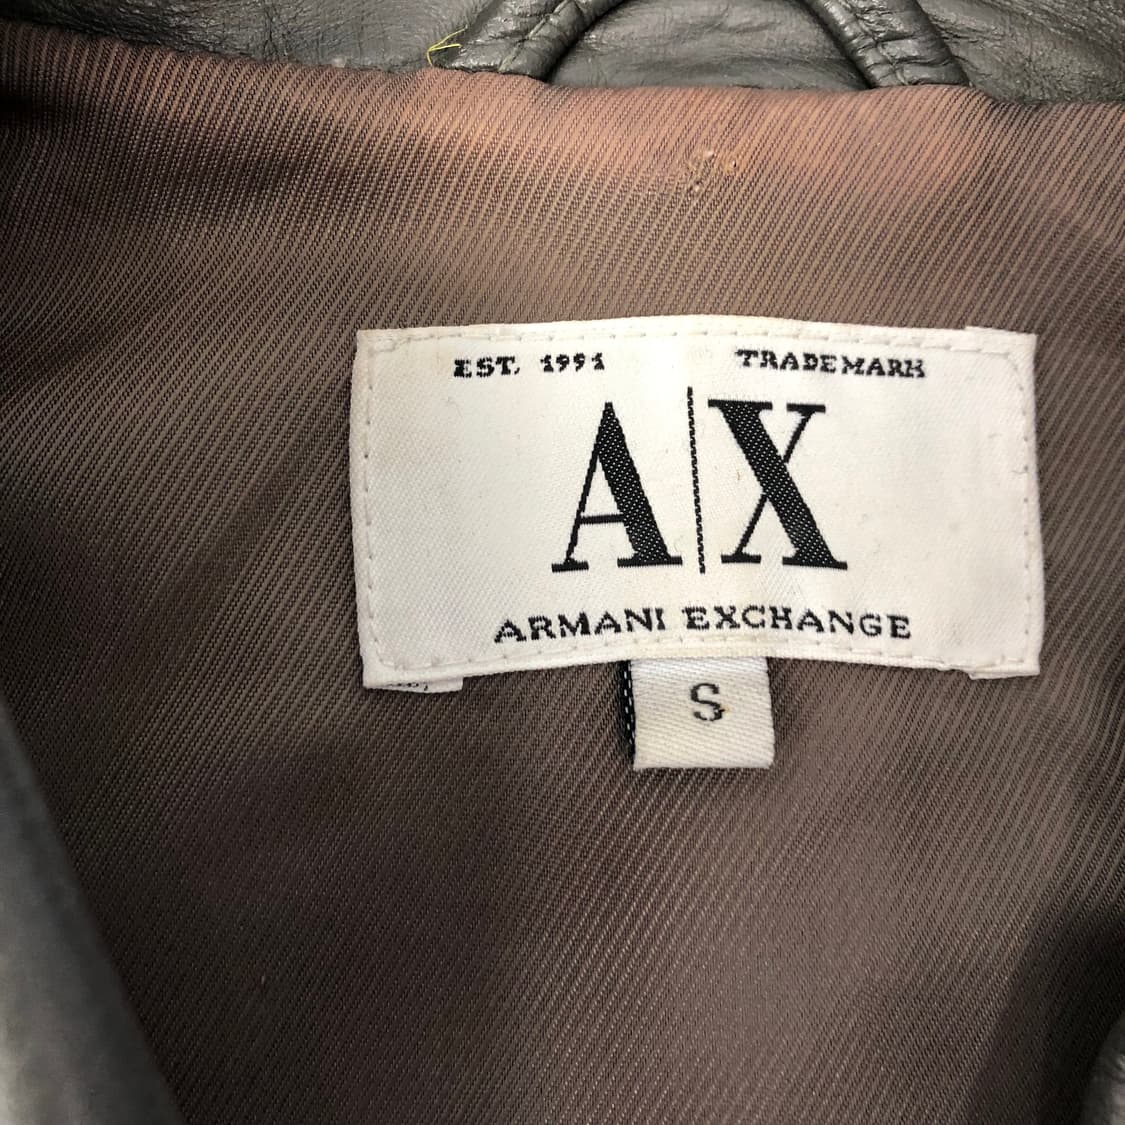 EST. 1991 TRADEMARK
A|X
ARMANI EXCHANGE
S